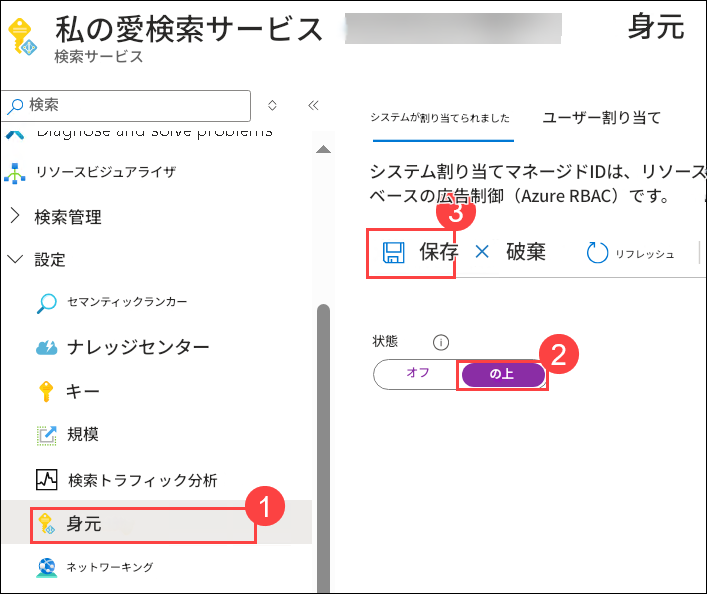 私の愛検索サービス
身元
検索サービス
検索
Diagnose and solve problems
リソースビジュアライザ
検索管理
設定
セマンティックランカー
ナレッジセンター
キー
規模
検索トラフィック分析
身元
1
ネットワーキング
システムが割り当てられました
ユーザー割り当て
システム割り当てマネージドIDは、リソース
ベースの広告制御（Azure RBAC）です。
3
保存
破棄
リフレッシュ
状態
オフ
の上
2